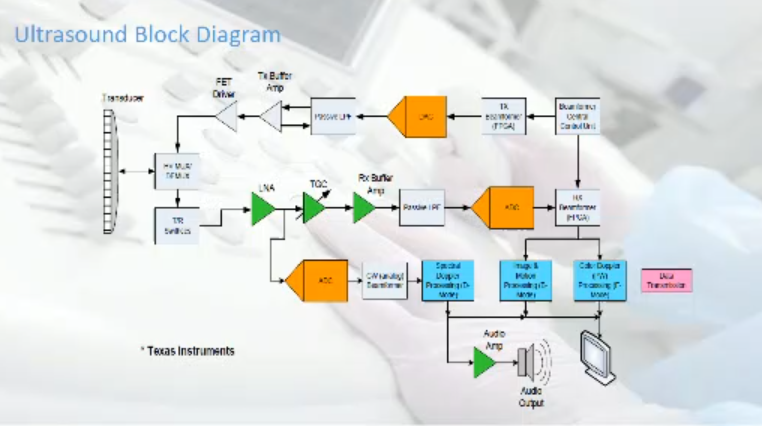 Ultrasound Block Diagram
Transducer
FET
Driver
Tx Buffer
Amp
Passive LPF
DAC
TX
Beamformer
(FPGA)
Beamformer
Central
Control Unit
HV MUX/
DEMUX
T/R
Switches
LNA
TGC
Rx Buffer
Amp
Passive LPF
ADC
RX
Beamformer
(FPGA)
ADC
CW (analog)
Beamformer
Spectral
Doppler
Processing (D-
Mode)
Image &
Motion
Processing (B-
Mode)
Color Doppler
(PW)
Processing (F-
Mode)
Data
Transmission
Audio
Amp
Audio
Output
* Texas Instruments